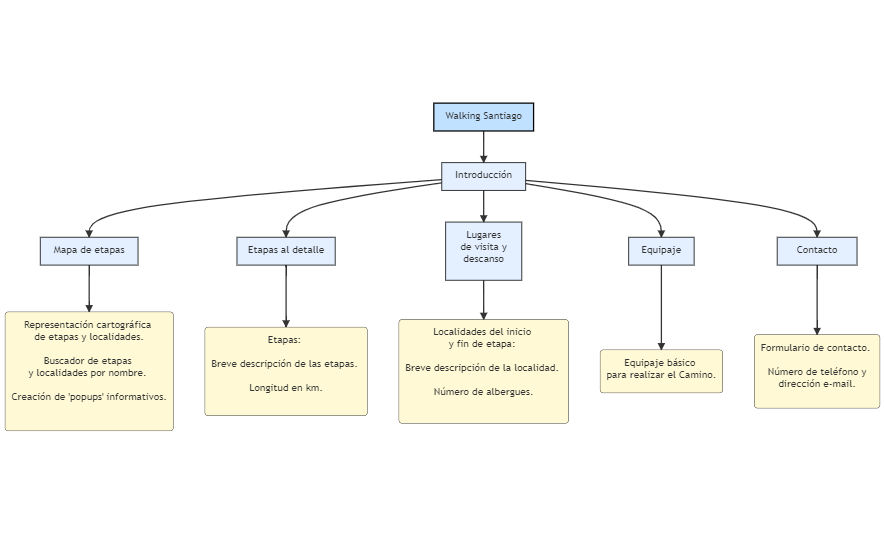 Walking Santiago
Introducción
Mapa de etapas
Etapas al detalle
Lugares
de visita y
descanso
Equipaje
Contacto
Representación cartográfica
de etapas y localidades.
Buscador de etapas
y localidades por nombre.
Creación de 'popups' informativos.
Etapas:
Breve descripción de las etapas.
Longitud en km.
Localidades del inicio
y fin de etapa:
Breve descripción de la localidad.
Número de albergues.
Equipaje básico
para realizar el Camino.
Formulario de contacto.
Número de teléfono y
dirección e-mail.